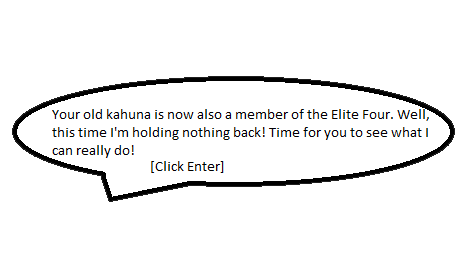 Your old kahuna is now also a member of the Elite Four. Well,
this time I'm holding nothing back! Time for you to see what I
can really do!
[Click Enter]